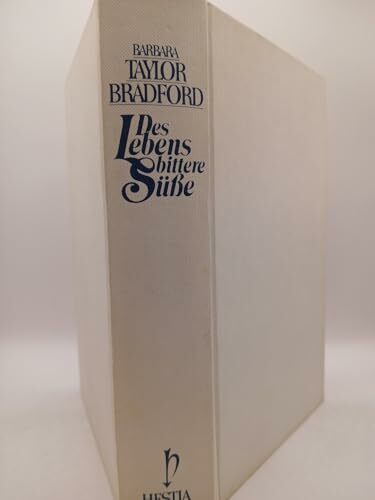 BARBARA
TAYLOR
BRADFORD
Des
Lebens
bittere
Süße
HESTIA